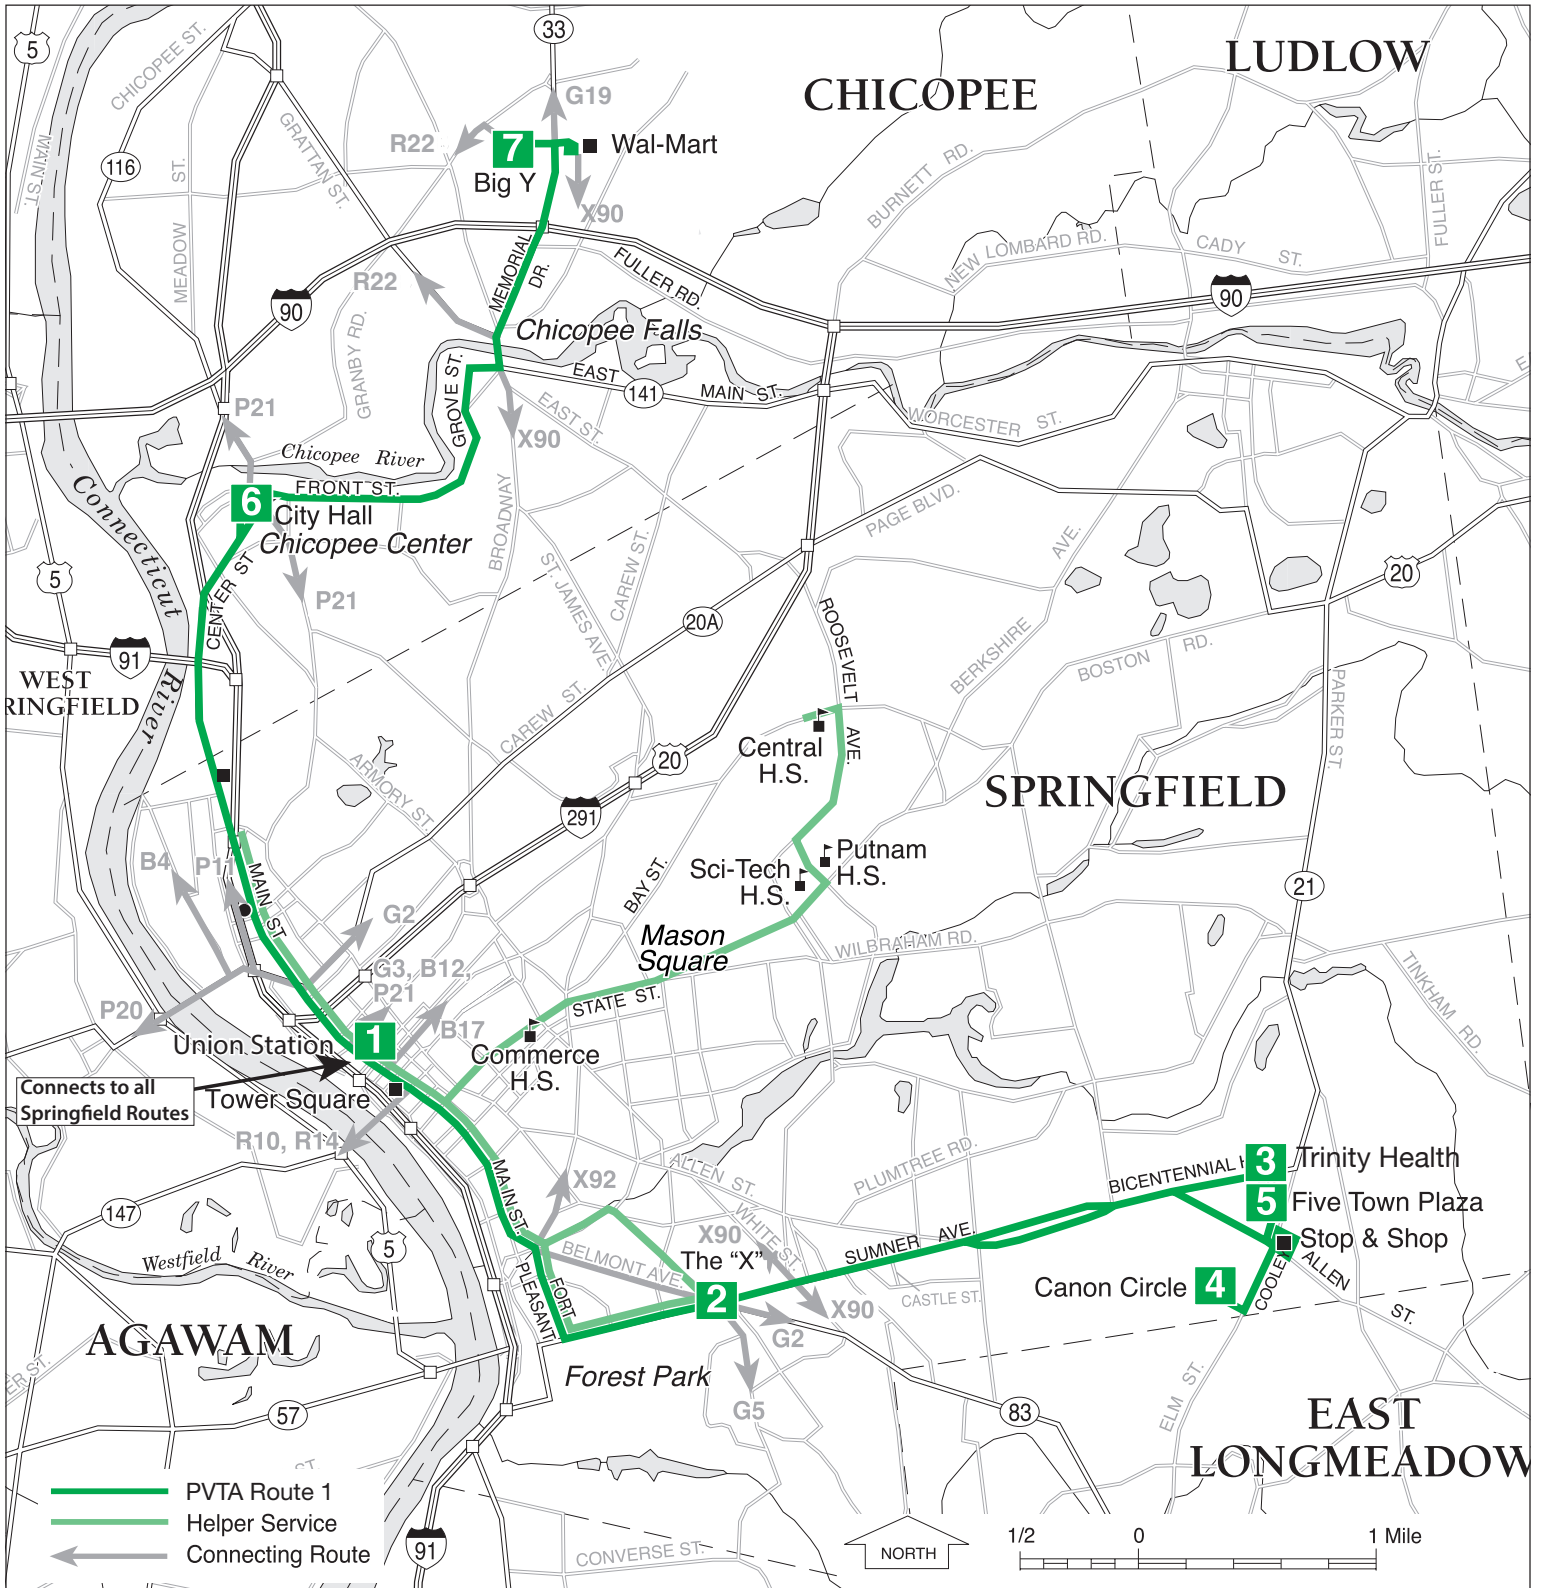 33
5
CHICOPEE ST.
LUDLOW
CHICOPEE
G19
MAIN ST.
116
MEADOW ST.
GRATTAN ST.
R22
7
Wal-Mart
Big Y
X90
BURNETT RD.
FULLER ST.
NEW LOMBARD RD.
CADY ST.
MEMORIAL DR.
FULLER RD.
R22
90
90
GRANBY RD.
Chicopee Falls
GROVE ST.
EAST MAIN ST.
141
P21
EAST ST.
X90
WORCESTER ST.
Chicopee River
FRONT ST.
6
City Hall
Chicopee Center
Connecticut River
BROADWAY
PAGE BLVD.
CENTER ST
ST. JAMES AVE.
CAREW ST.
AVE.
BERKSHIRE
20
5
P21
20A
ROOSEVELT AVE.
91
WEST
RINGFIELD
BOSTON RD.
PARKER ST
CAREW ST.
20
Central
H.S.
SPRINGFIELD
ARMORY ST.
291
B4
P11
MAIN ST
BAY ST.
Sci-Tech
H.S.
Putnam
H.S.
21
G2
Mason
Square
WILBRAHAM RD.
TINKHAM RD.
G3, B12,
P21
STATE ST.
P20
Union Station
1
B17
Commerce
H.S.
Connects to all
Springfield Routes
Tower Square
R10, R14
ALLEN ST.
PLUMTREE RD.
BICENTENNIAL H
3
Trinity Health
5
Five Town Plaza
Stop & Shop
147
5
MAIN ST.
X92
X90
WHITE ST.
The "X"
SUMNER AVE.
Westfield River
BELMONT AVE.
2
CASTLE ST.
Canon Circle
4
COOLEY
ALLEN ST.
FORT PLEASANT
X90
G2
AGAWAM
ER ST.
Forest Park
G5
ELM ST.
57
83
EAST
LONGMEADOW
ST.
PVTA Route 1
Helper Service
Connecting Route
91
CONVERSE ST.
NORTH
1/2 0 1 Mile